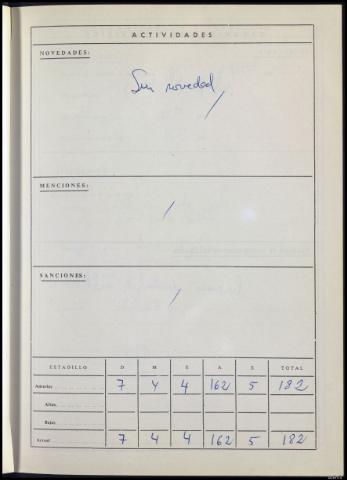 ACTIVIDADES
NOVEDADES:
Sin novedad
MENCIONES:
/
SANCIONES:
/
ESTADILLO D. M. E. A. S. TOTAL
Anterior 7 4 4 162 5 182
Altas
Bajas
Actual 7 4 4 162 5 182